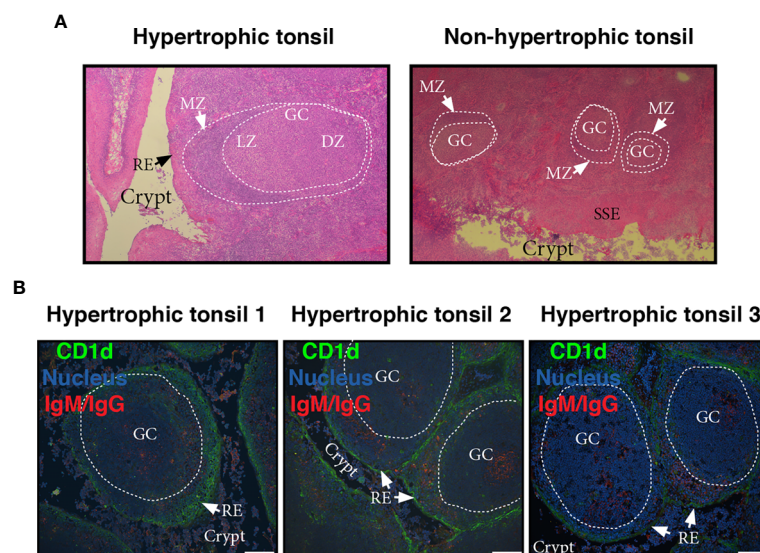 A
Hypertrophic tonsil
Non-hypertrophic tonsil
MZ
GC
LZ
DZ
RE
Crypt
MZ
GC
GC
MZ
GC
MZ
SSE
Crypt
B
Hypertrophic tonsil 1
Hypertrophic tonsil 2
Hypertrophic tonsil 3
CD1d
Nucleus
IgM/IgG
GC
RE
Crypt
CD1d
Nucleus
IgM/IgG
GC
GC
Crypt
RE
CD1d
Nucleus
IgM/IgG
GC
GC
RE
Crypt